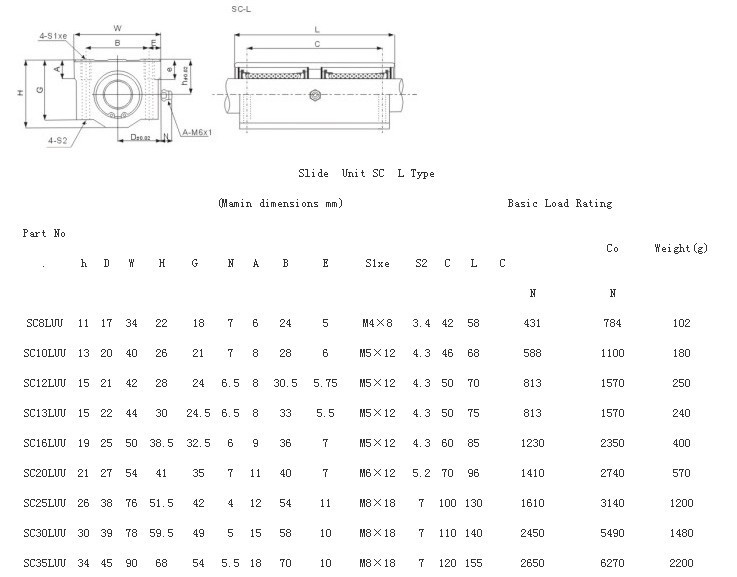 SC-L
W
4-S1xe
B
E
L
C
A
e
h±0.02
H
G
D±0.02
N
A-M6x1
4-S2
Slide Unit SC L Type
(Mamin dimensions mm) Basic Load Rating
Part No
Co Weight(g)
. h D W H G N A B E S1xe S2 C L C
N N
SC8LUU 11 17 34 22 18 7 6 24 5 M4×8 3.4 42 58 431 784 102
SC10LUU 13 20 40 26 21 7 8 28 6 M5×12 4.3 46 68 588 1100 180
SC12LUU 15 21 42 28 24 6.5 8 30.5 5.75 M5×12 4.3 50 70 813 1570 250
SC13LUU 15 22 44 30 24.5 6.5 8 33 5.5 M5×12 4.3 50 75 813 1570 240
SC16LUU 19 25 50 38.5 32.5 6 9 36 7 M5×12 4.3 60 85 1230 2350 400
SC20LUU 21 27 54 41 35 7 11 40 7 M6×12 5.2 70 96 1410 2740 570
SC25LUU 26 38 76 51.5 42 4 12 54 11 M8×18 7 100 130 1610 3140 1200
SC30LUU 30 39 78 59.5 49 5 15 58 10 M8×18 7 110 140 2450 5490 1480
SC35LUU 34 45 90 68 54 5.5 18 70 10 M8×18 7 120 155 2650 6270 2200